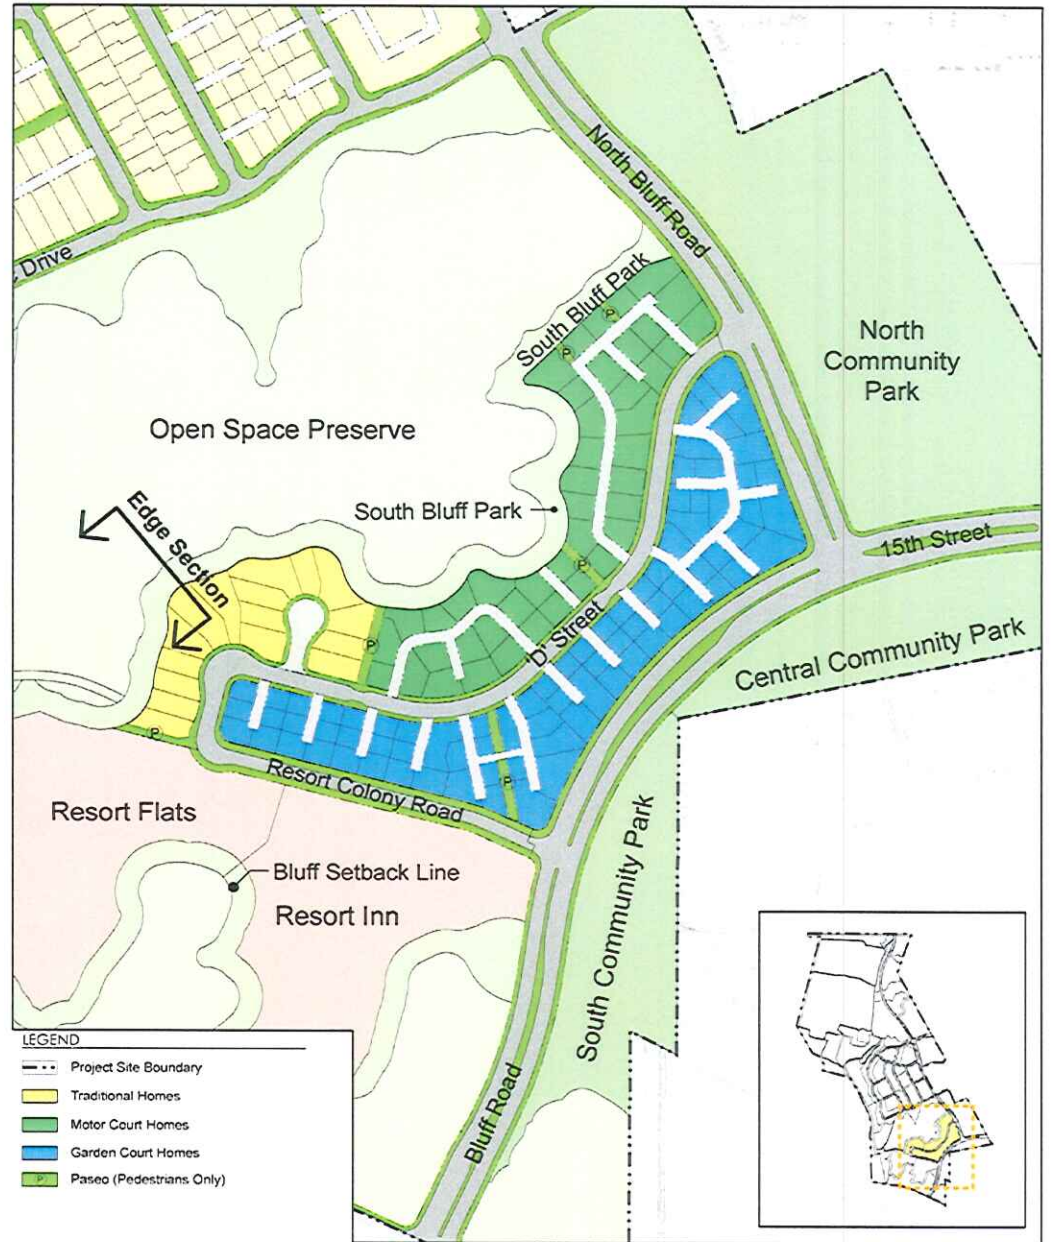 North Bluff Road
Drive
South Bluff Park
North
Community
Park
Open Space Preserve
South Bluff Park
Edge Section
15th Street
'D' Street
Central Community Park
P
P
P
P
P
P
Resort Colony Road
Resort Flats
Bluff Setback Line
Resort Inn
South Community Park
Bluff Road
LEGEND
Project Site Boundary
Traditional Homes
Motor Court Homes
Garden Court Homes
P Paseo (Pedestrians Only)